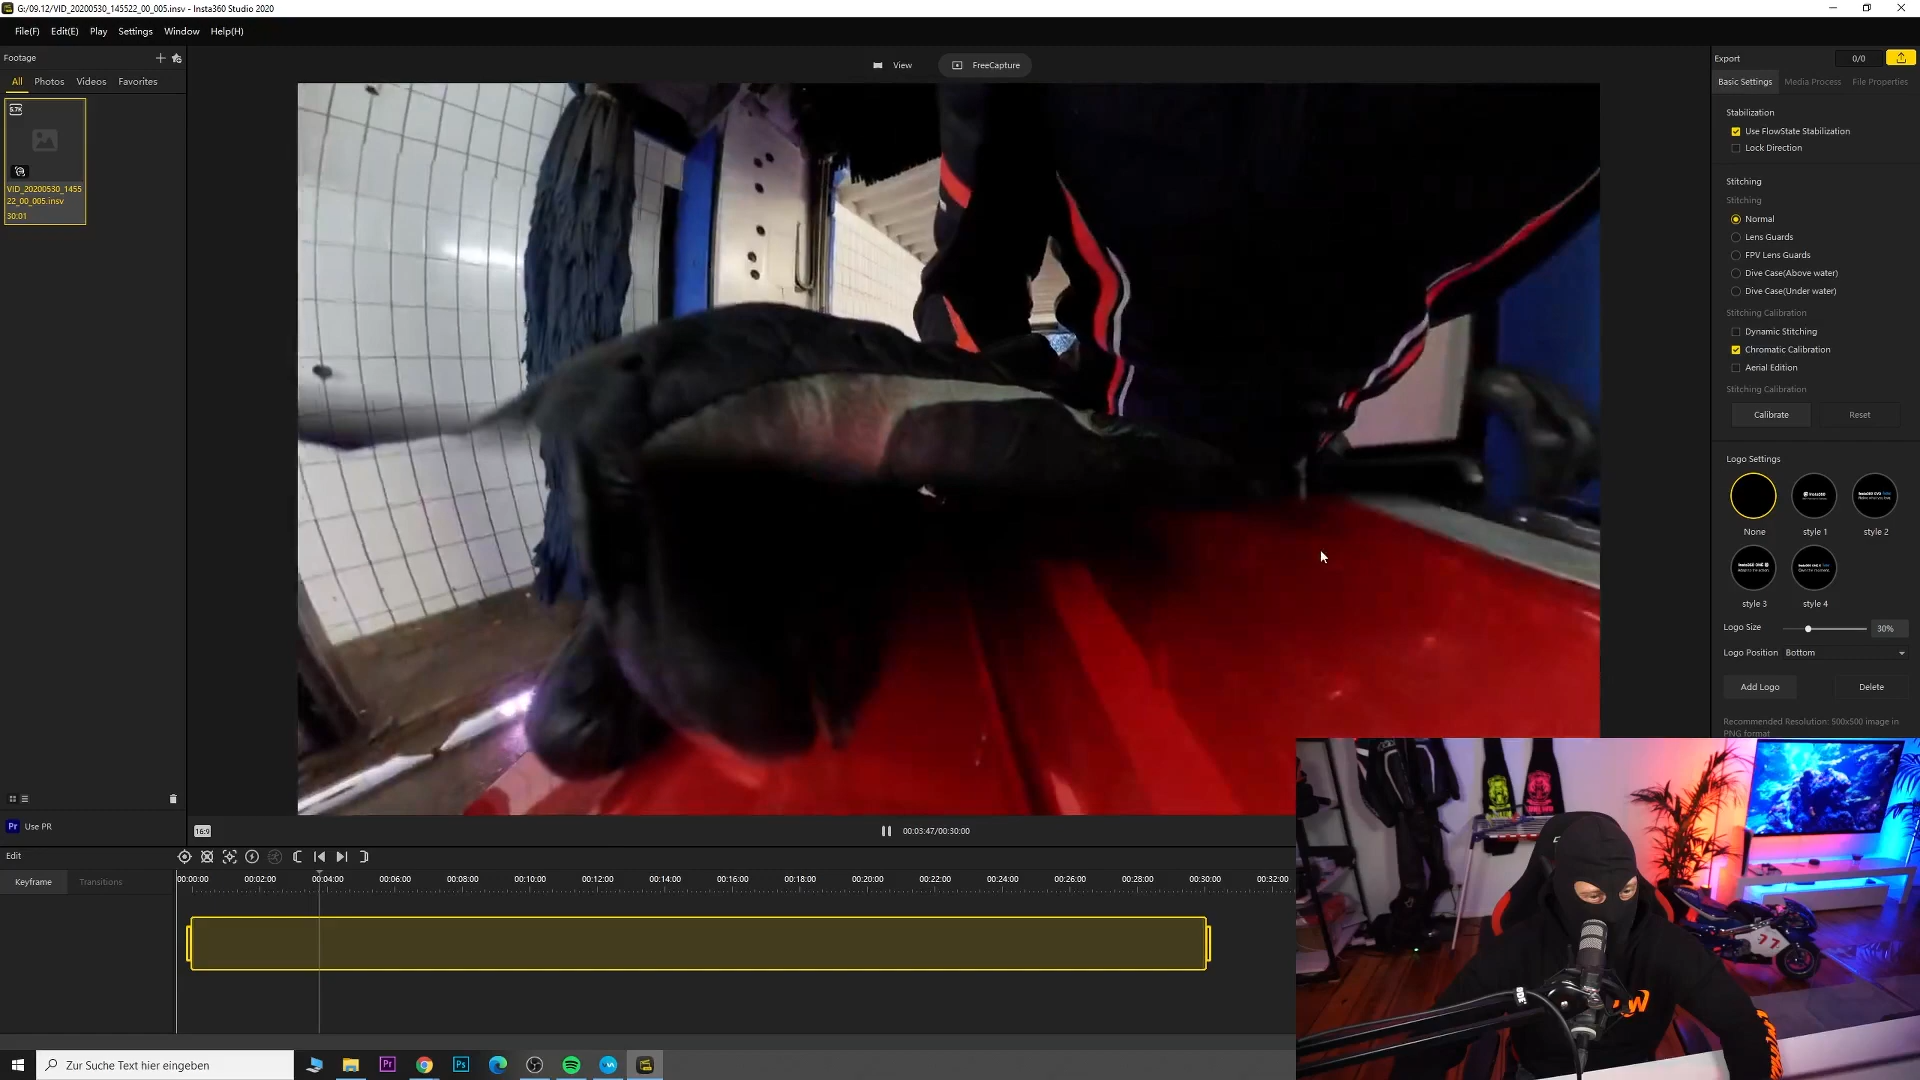 G:/09.12/VID_20200530_145522_00_005.insv - Insta360 Studio 2020
File(F) Edit(E) Play Settings Window Help(H)
Footage
All Photos Videos Favorites
5.7K
VID_20200530_1455
22_00_005.insv
30:01
View FreeCapture
Export 0/0
Basic Settings Media Process File Properties
Stabilization
Use FlowState Stabilization
Lock Direction
Stitching
Stitching
Normal
Lens Guards
FPV Lens Guards
Dive Case(Above water)
Dive Case(Under water)
Stitching Calibration
Dynamic Stitching
Chromatic Calibration
Aerial Edition
Stitching Calibration
Calibrate Reset
Logo Settings
None style 1 style 2
style 3 style 4
Logo Size 30%
Logo Position Bottom
Add Logo Delete
Recommended Resolution: 500x500 image in
PNG format
Pr Use PR
16:9
00:03:47/00:30:00
Edit
Keyframe Transitions
00:00:00 00:02:00 00:04:00 00:06:00 00:08:00 00:10:00 00:12:00 00:14:00 00:16:00 00:18:00 00:20:00 00:22:00 00:24:00 00:26:00 00:28:00 00:30:00 00:32:00
77
Zur Suche Text hier eingeben
Pr
Ps